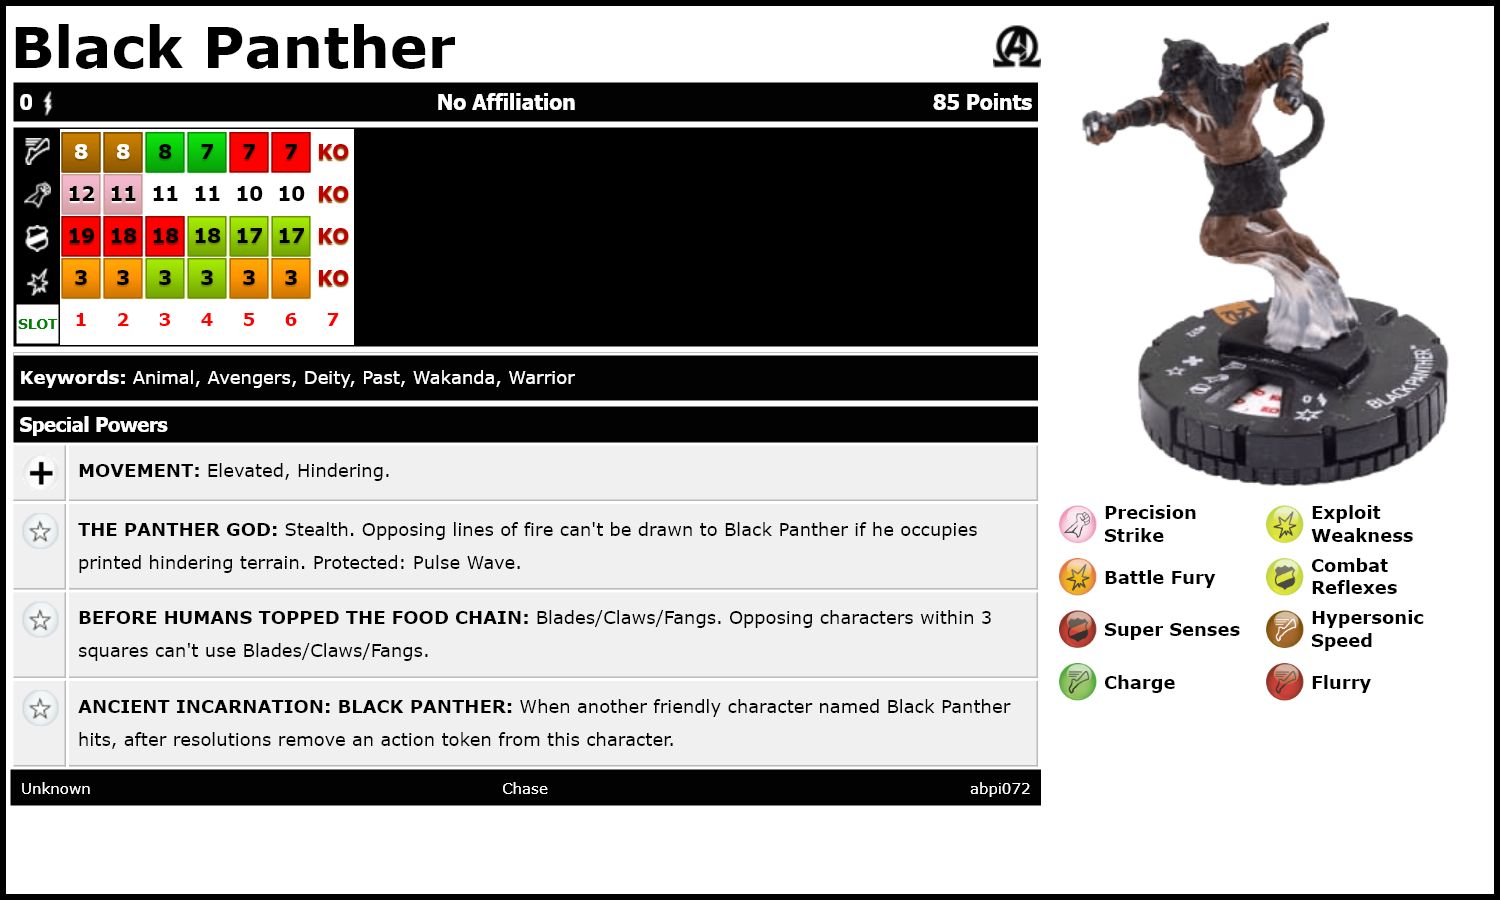 Black Panther
0 No Affiliation 85 Points
8 8 8 7 7 7 KO
12 11 11 11 10 10 KO
19 18 18 18 17 17 KO
3 3 3 3 3 3 KO
SLOT 1 2 3 4 5 6 7
Keywords: Animal, Avengers, Deity, Past, Wakanda, Warrior
Special Powers
MOVEMENT: Elevated, Hindering.
THE PANTHER GOD: Stealth. Opposing lines of fire can't be drawn to Black Panther if he occupies
printed hindering terrain. Protected: Pulse Wave.
BEFORE HUMANS TOPPED THE FOOD CHAIN: Blades/Claws/Fangs. Opposing characters within 3
squares can't use Blades/Claws/Fangs.
ANCIENT INCARNATION: BLACK PANTHER: When another friendly character named Black Panther
hits, after resolutions remove an action token from this character.
Unknown Chase abpi072
BLACK PANTHER
Precision
Strike
Exploit
Weakness
Battle Fury
Combat
Reflexes
Super Senses
Hypersonic
Speed
Charge
Flurry